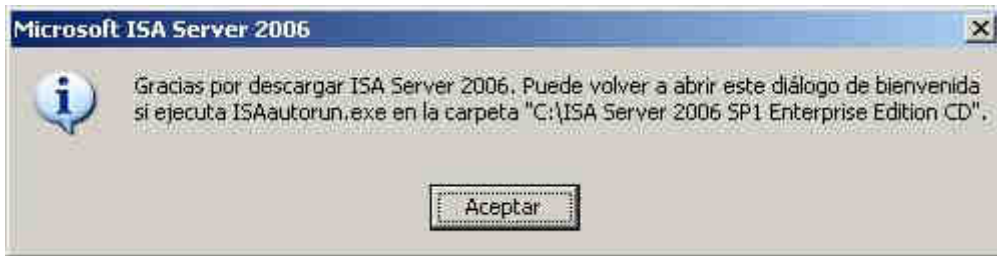 Microsoft ISA Server 2006
Gracias por descargar ISA Server 2006. Puede volver a abrir este diálogo de bienvenida
si ejecuta ISAautorun.exe en la carpeta "C:\ISA Server 2006 SP1 Enterprise Edition CD".
Aceptar